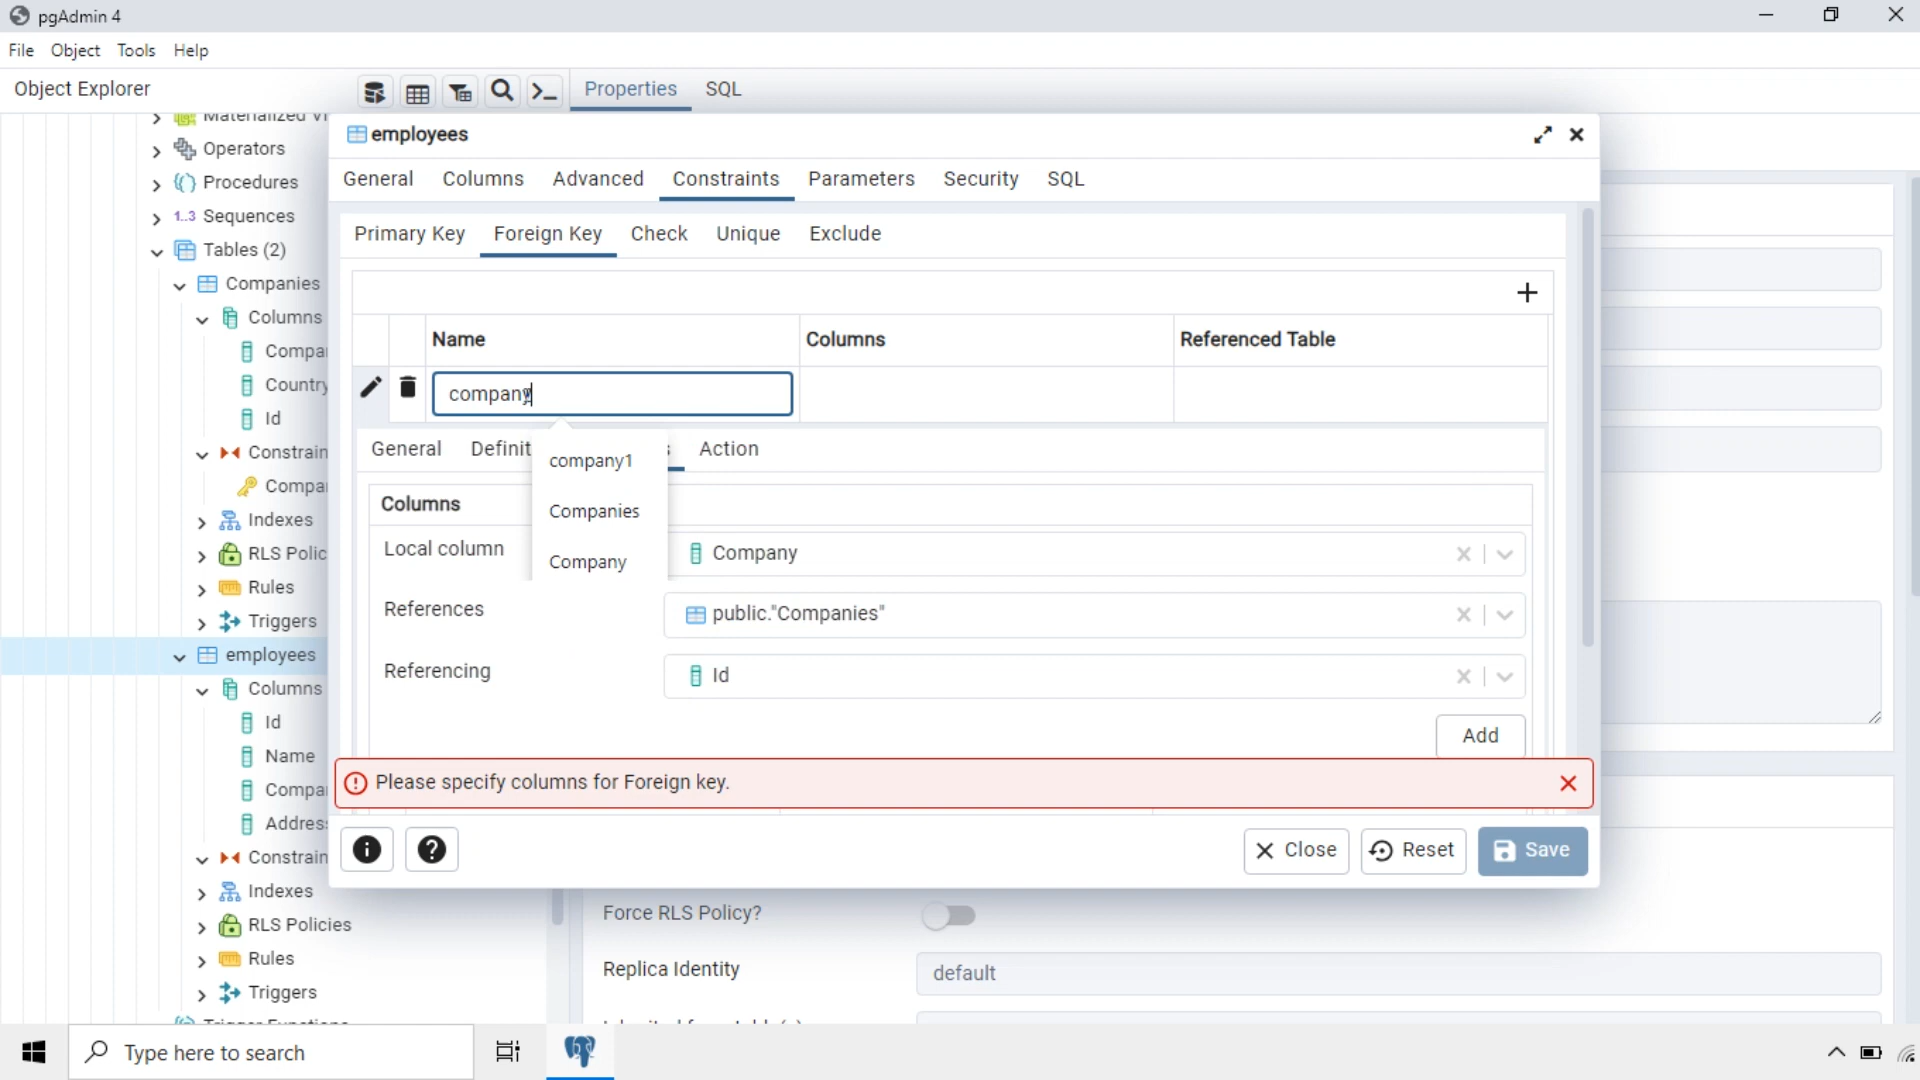 pgAdmin 4
File Object Tools Help
Object Explorer
Properties SQL
employees
General Columns Advanced Constraints Parameters Security SQL
Primary Key Foreign Key Check Unique Exclude
Name Columns Referenced Table
company
company1
Companies
Company
General Definit Action
Columns
Local column Company
References public."Companies"
Referencing Id
Add
Please specify columns for Foreign key.
Close Reset Save
Operators
Procedures
1..3 Sequences
Tables (2)
Companies
Columns
Compa
Country
Id
Constrain
Compa
Indexes
RLS Polic
Rules
Triggers
employees
Columns
Id
Name
Compa
Addres
Constrain
Indexes
RLS Policies
Rules
Triggers
Force RLS Policy?
Replica Identity default
Type here to search